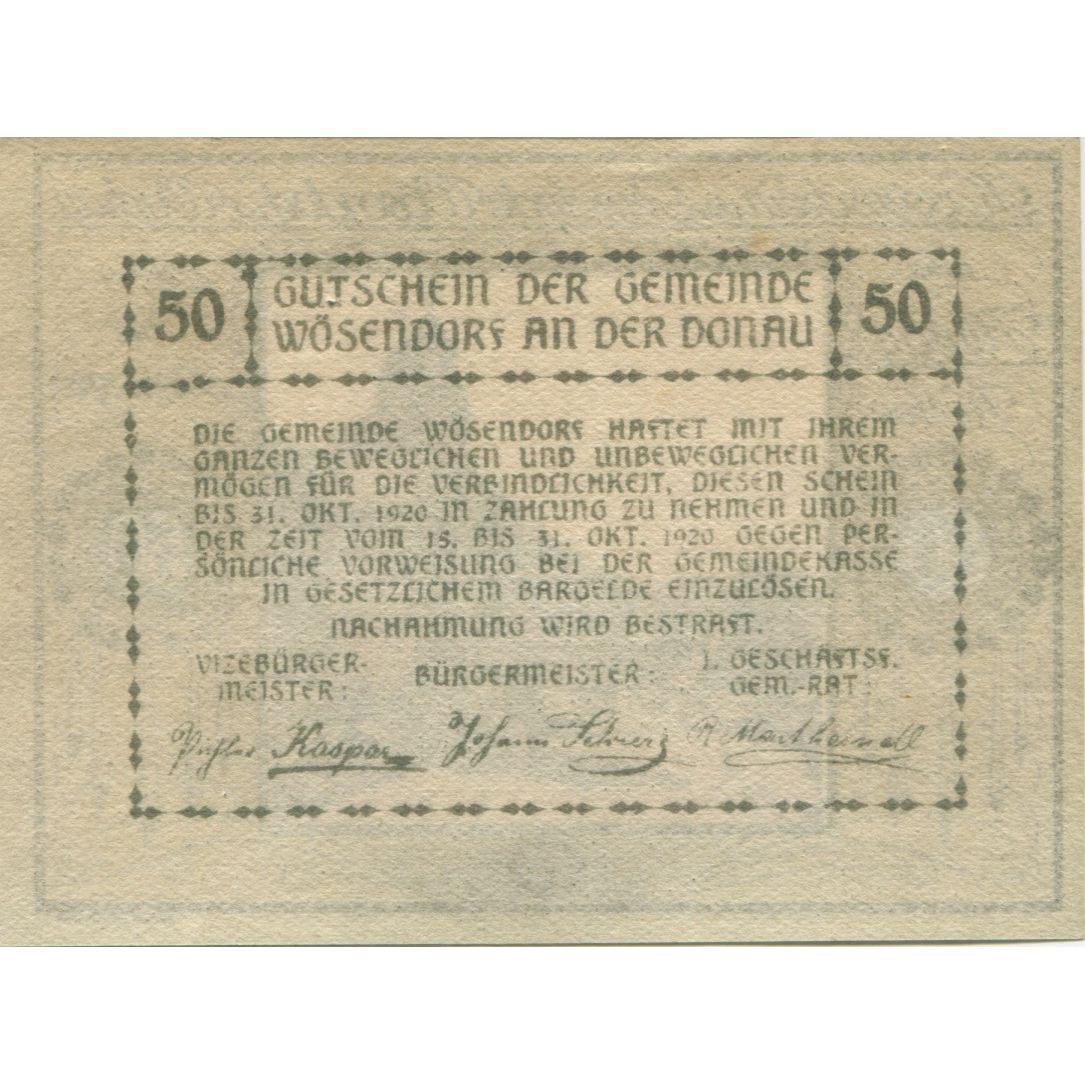 50 GUTSCHEIN DER GEMEINDE 50
WÖSENDORF AN DER DONAU
DIE GEMEINDE WÖSENDORF HAFTET MIT IHREM
GANZEN BEWEGLICHEN UND UNBEWEGLICHEN VER-
MÖGEN FÜR DIE VERBINDLICHKEIT, DIESEN SCHEIN
BIS 31. OKT. 1920 IN ZAHLUNG ZU NEHMEN UND IN
DER ZEIT VOM 15. BIS 31. OKT. 1920 GEGEN PER-
SÖNLICHE VORWEISUNG BEI DER GEMEINDEKASSE
IN GESETZLICHEM BARGELDE EINZULÖSEN.
NACHAHMUNG WIRD BESTRAFT.
VIZEBÜRGER-
MEISTER:
BÜRGERMEISTER:
1. GESCHÄFTSF.
GEM.-RAT:
Pichler Kaspar
Johann
R.